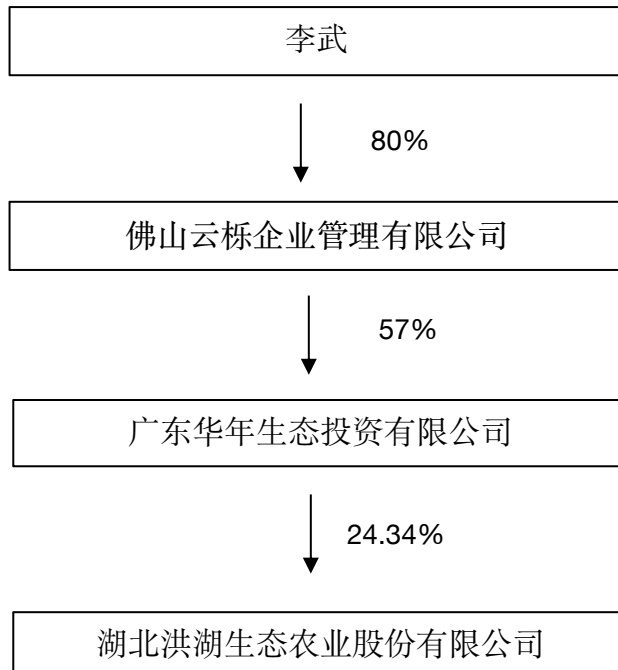 李武
80%
佛山云栎企业管理有限公司
57%
广东华年生态投资有限公司
24.34%
湖北洪湖生态农业股份有限公司